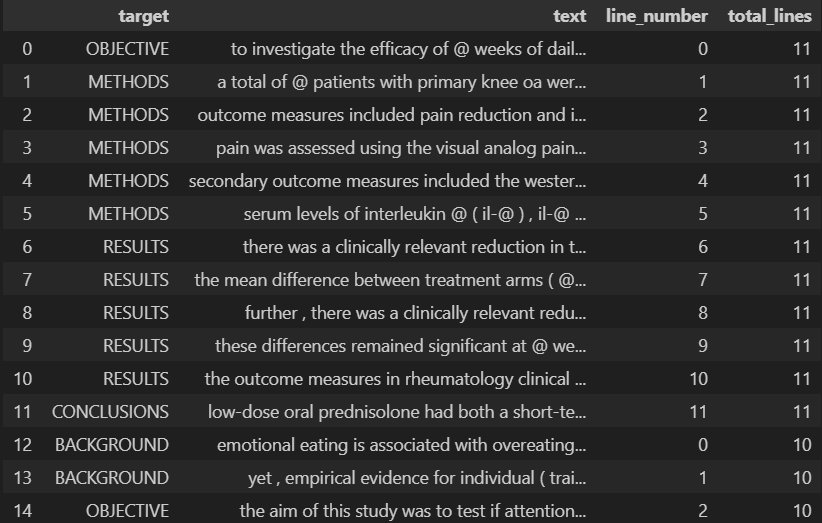 target text line_number total_lines
0 OBJECTIVE to investigate the efficacy of @ weeks of dail... 0 11
1 METHODS a total of @ patients with primary knee oa wer... 1 11
2 METHODS outcome measures included pain reduction and i... 2 11
3 METHODS pain was assessed using the visual analog pain... 3 11
4 METHODS secondary outcome measures included the wester... 4 11
5 METHODS serum levels of interleukin @ ( il-@ ) , il-@ ... 5 11
6 RESULTS there was a clinically relevant reduction in t... 6 11
7 RESULTS the mean difference between treatment arms ( @... 7 11
8 RESULTS further , there was a clinically relevant redu... 8 11
9 RESULTS these differences remained significant at @ we... 9 11
10 RESULTS the outcome measures in rheumatology clinical ... 10 11
11 CONCLUSIONS low-dose oral prednisolone had both a short-te... 11 11
12 BACKGROUND emotional eating is associated with overeating... 0 10
13 BACKGROUND yet , empirical evidence for individual ( trai... 1 10
14 OBJECTIVE the aim of this study was to test if attention... 2 10